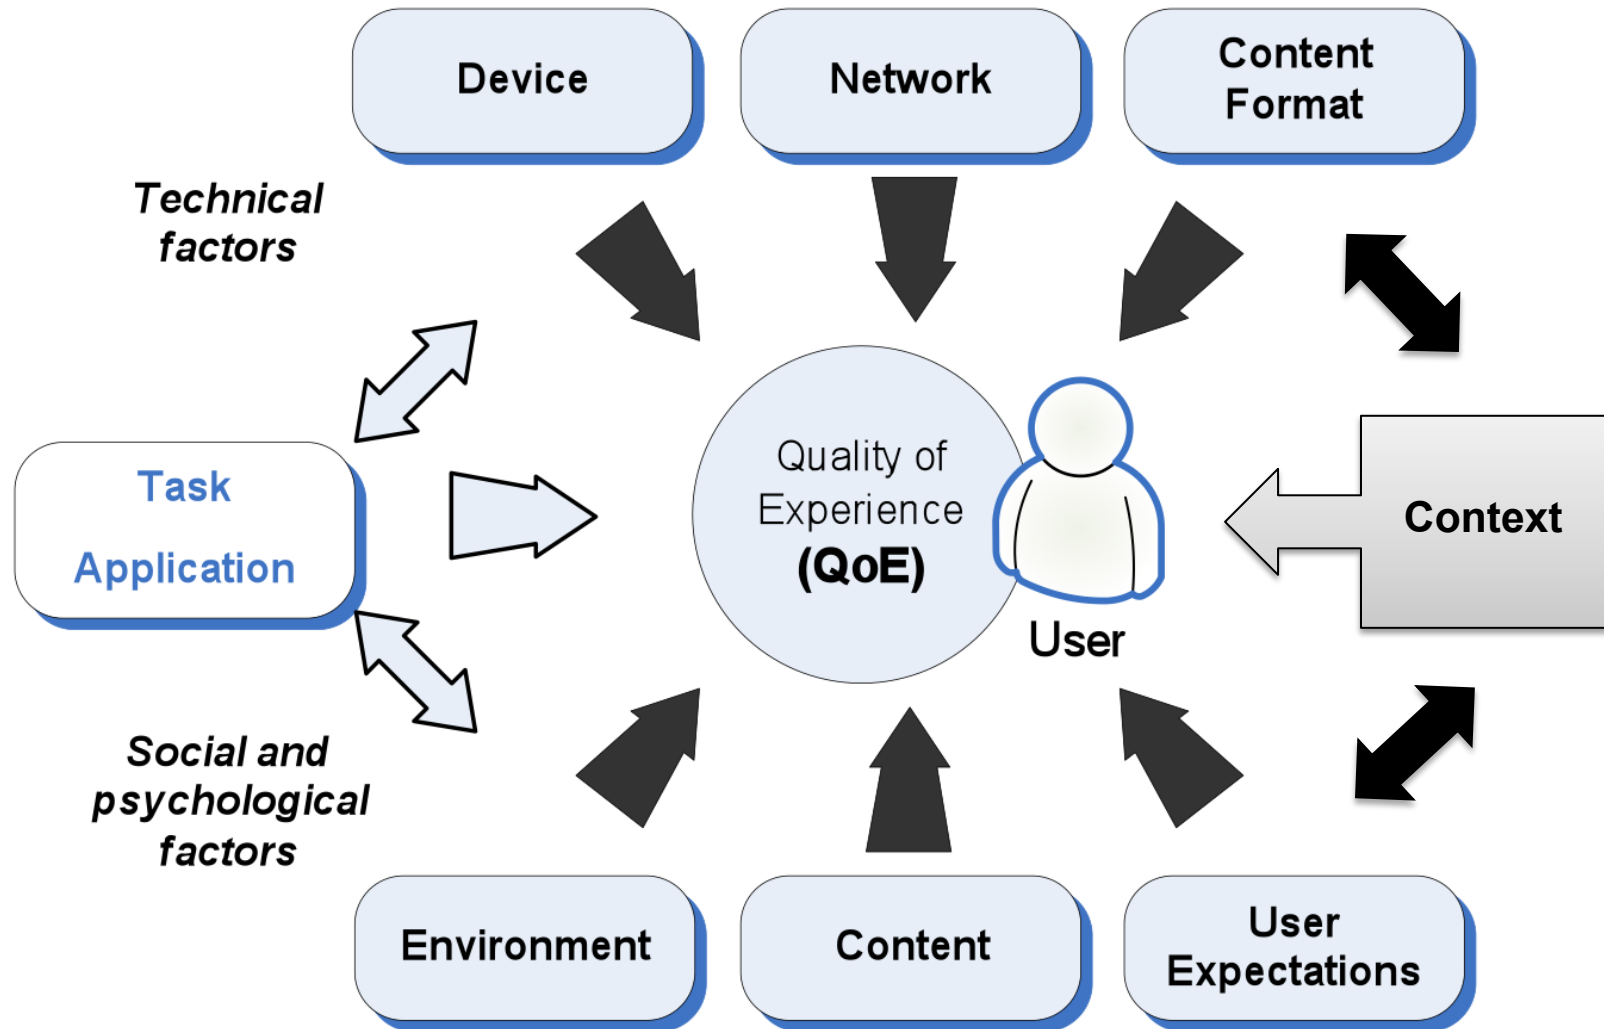 Device
Network
Content
Format
Technical
factors
Task
Application
Quality of
Experience
(QoE)
User
Context
Social and
psychological
factors
Environment
Content
User
Expectations